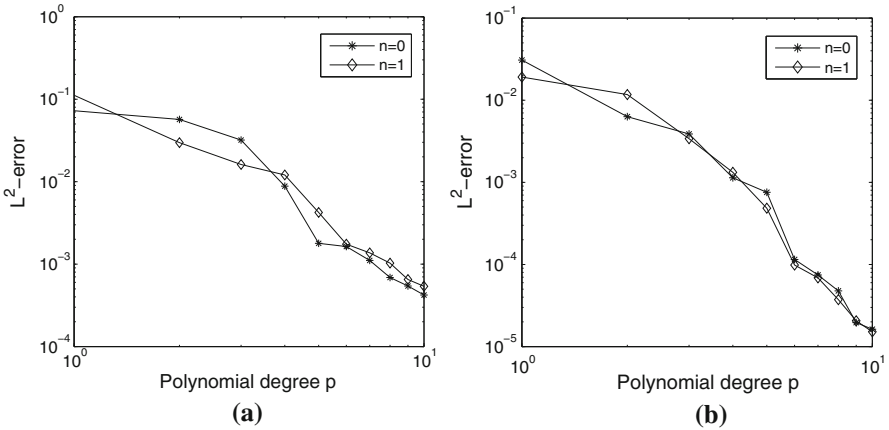 10^0
10^-1
10^-2
10^-3
10^-4
L^2-error
10^0
10^1
Polynomial degree p
n=0
n=1
(a)
10^-1
10^-2
10^-3
10^-4
10^-5
L^2-error
10^0
10^1
Polynomial degree p
n=0
n=1
(b)